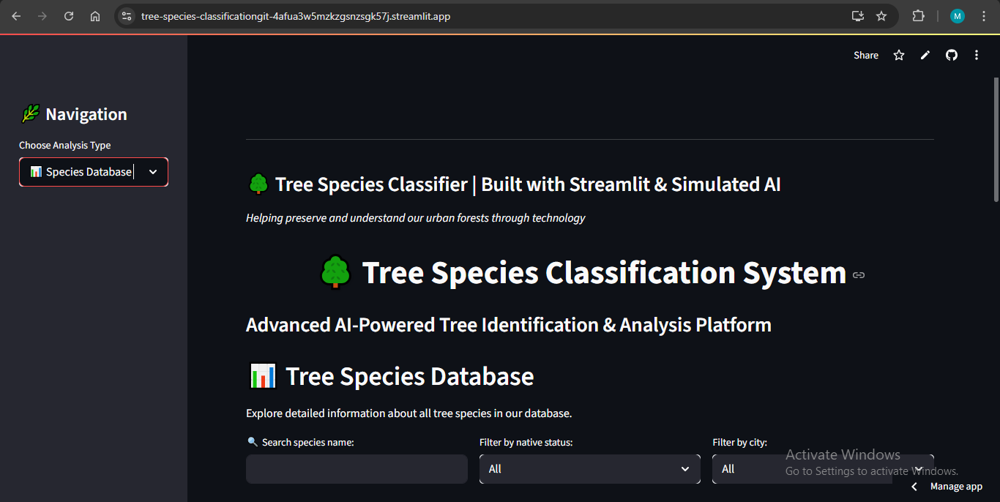 tree-species-classificationgit-4afua3w5mzkzgsnzsgk57j.streamlit.app
M
Share
Navigation
Choose Analysis Type
Species Database
Tree Species Classifier | Built with Streamlit & Simulated AI
Helping preserve and understand our urban forests through technology
Tree Species Classification System
Advanced AI-Powered Tree Identification & Analysis Platform
Tree Species Database
Explore detailed information about all tree species in our database.
Search species name:
Filter by native status:
Filter by city:
All
All
Activate Windows
Go to Settings to activate Windows.
Manage app